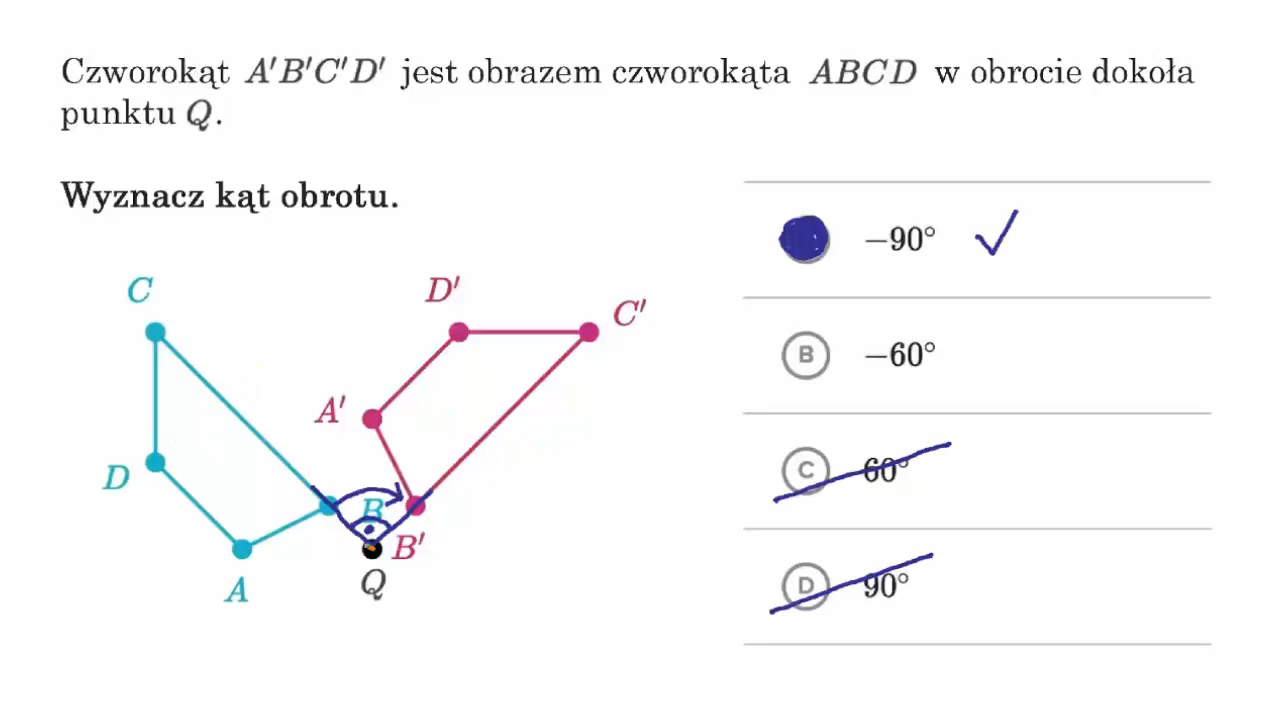 Czworokąt A′B′C′D′ jest obrazem czworokąta ABCD w obrocie dokoła
punktu Q.
Wyznacz kąt obrotu.
−90°
B −60°
C 60°
D 90°
C
D′
C′
A′
D
B
B′
A
Q